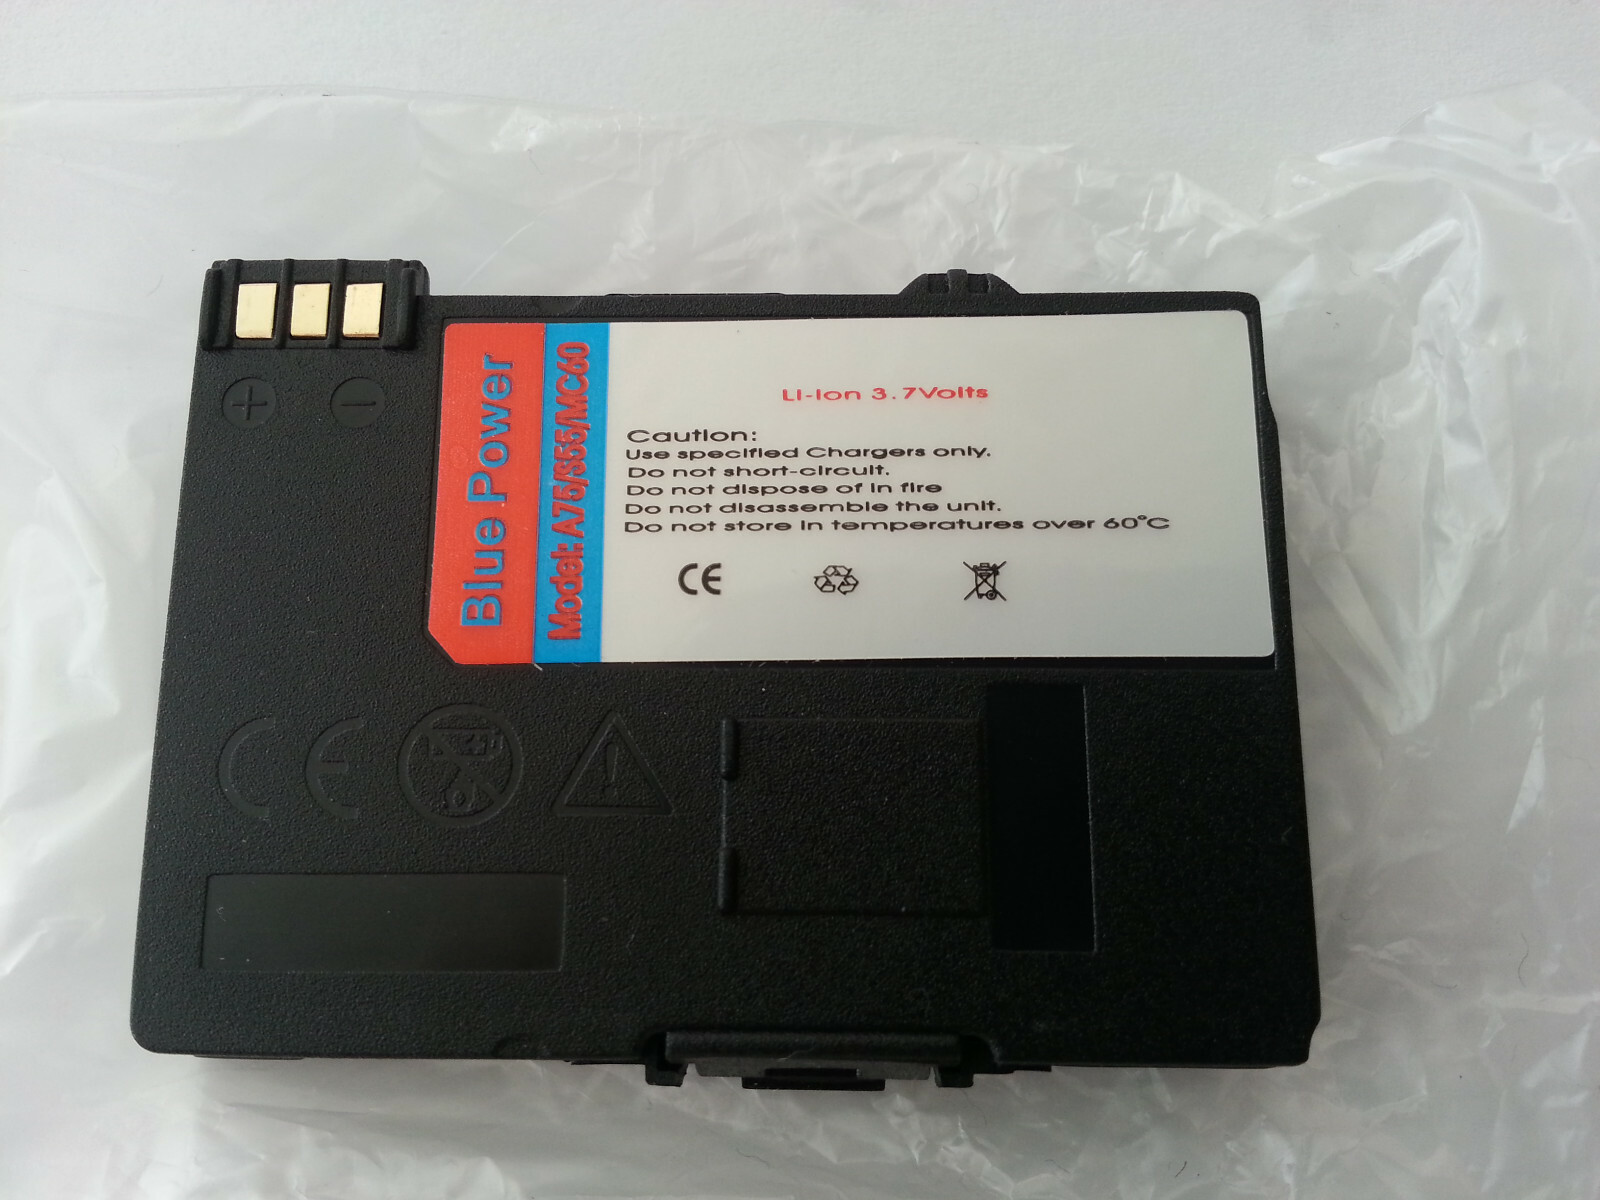 Blue Power
Model: A75/S55/MC60
Li-Ion 3.7Volts
Caution:
Use specified Chargers only.
Do not short-circuit.
Do not dispose of in fire
Do not disassemble the unit.
Do not store in temperatures over 60°C
CE
+ -
CE